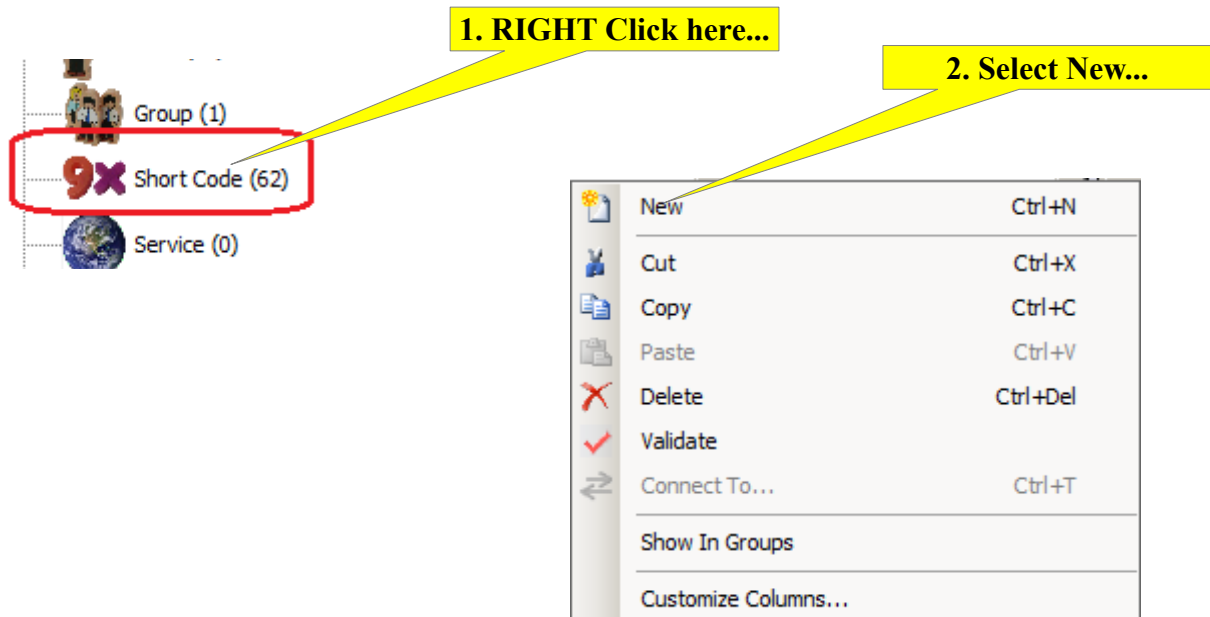 1. RIGHT Click here...
2. Select New...
Group (1)
9x Short Code (62)
Service (0)
New Ctrl+N
Cut Ctrl+X
Copy Ctrl+C
Paste Ctrl+V
Delete Ctrl+Del
Validate
Connect To... Ctrl+T
Show In Groups
Customize Columns...